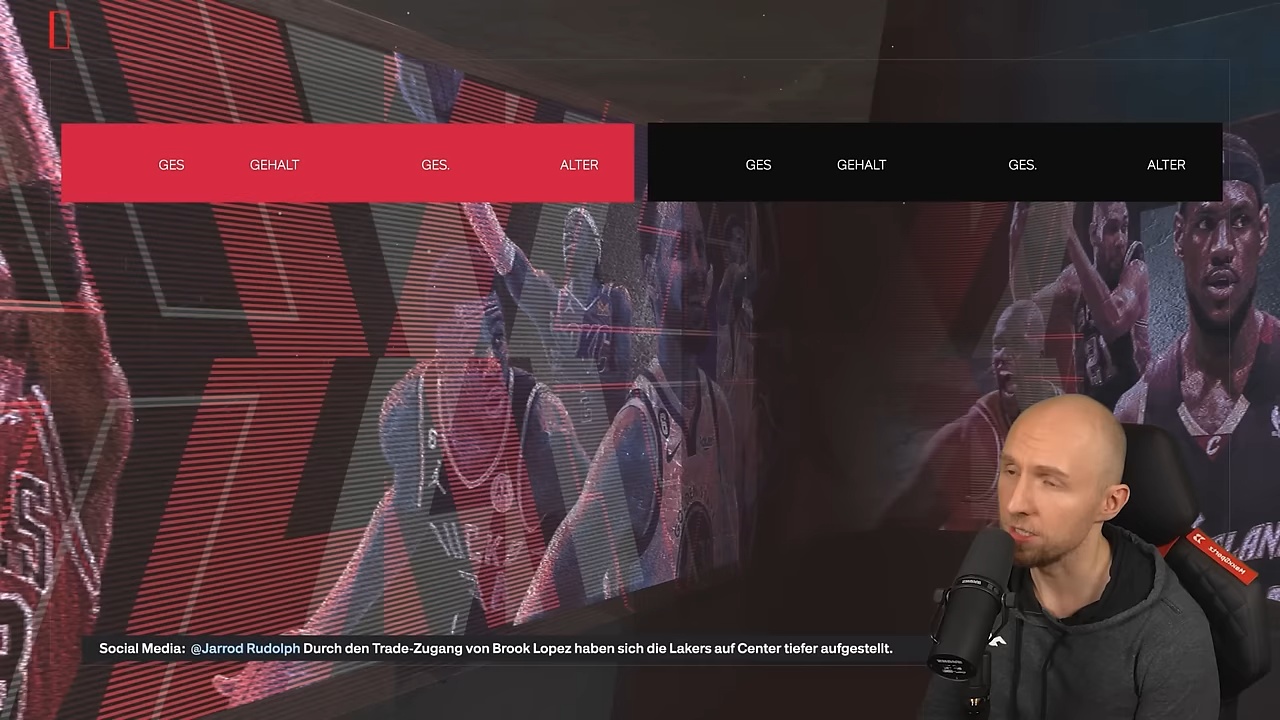 GES GEHALT GES. ALTER
GES GEHALT GES. ALTER
Social Media: @Jarrod Rudolph Durch den Trade-Zugang von Brook Lopez haben sich die Lakers auf Center tiefer aufgestellt.